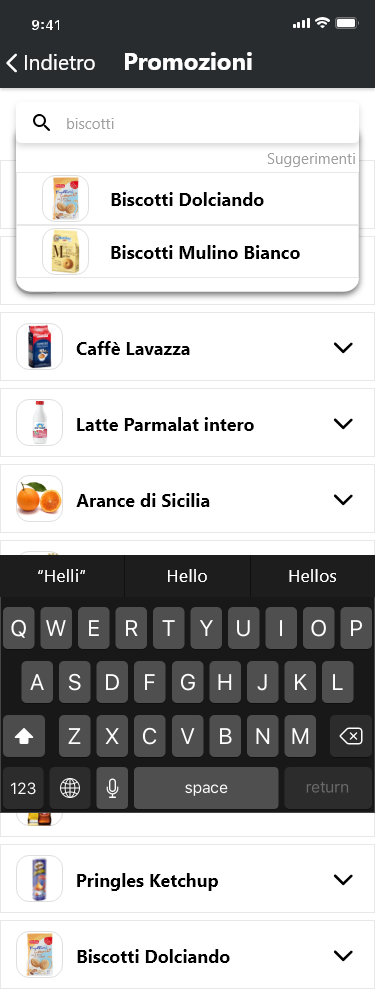 9:41
Indietro Promozioni
biscotti
Suggerimenti
Biscotti Dolciando
Biscotti Mulino Bianco
Caffè Lavazza
Latte Parmalat intero
Arance di Sicilia
“Helli” Hello Hellos
Q W E R T Y U I O P
A S D F G H J K L
Z X C V B N M
123 space return
Pringles Ketchup
Biscotti Dolciando